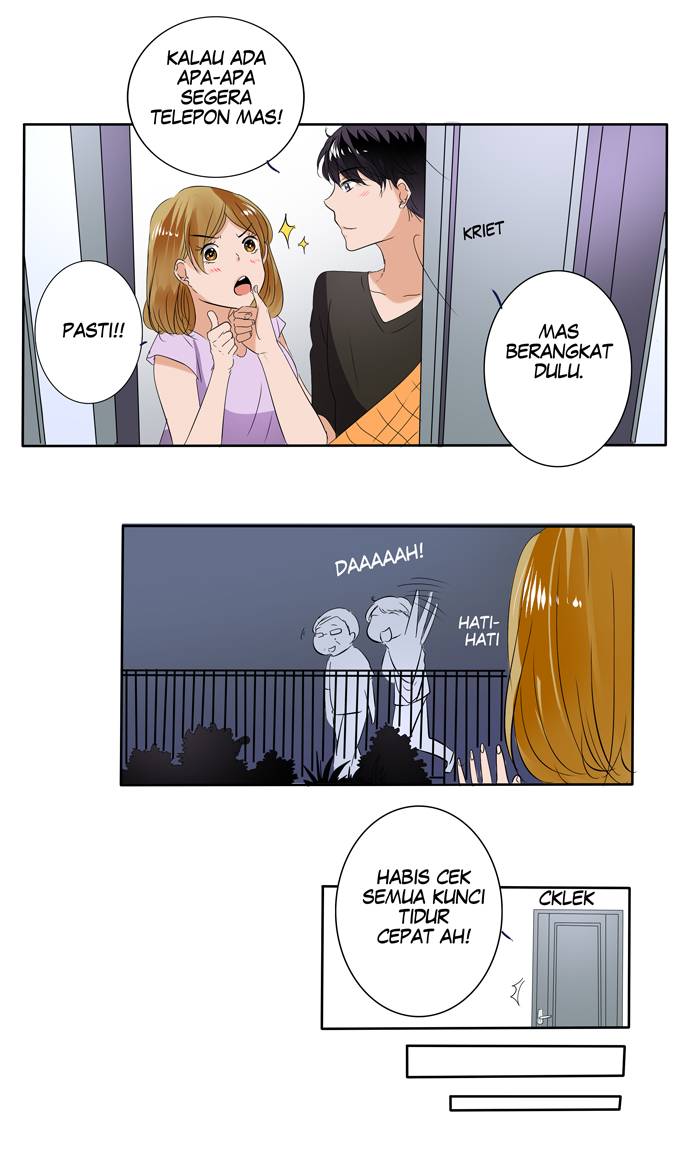 KALAU ADA
APA-APA
SEGERA
TELEPON MAS!
KRIET
PASTI!!
MAS
BERANGKAT
DULU.
DAAAAAH!
HATI-
HATI
HABIS CEK
SEMUA KUNCI
TIDUR
CEPAT AH!
CKLEK